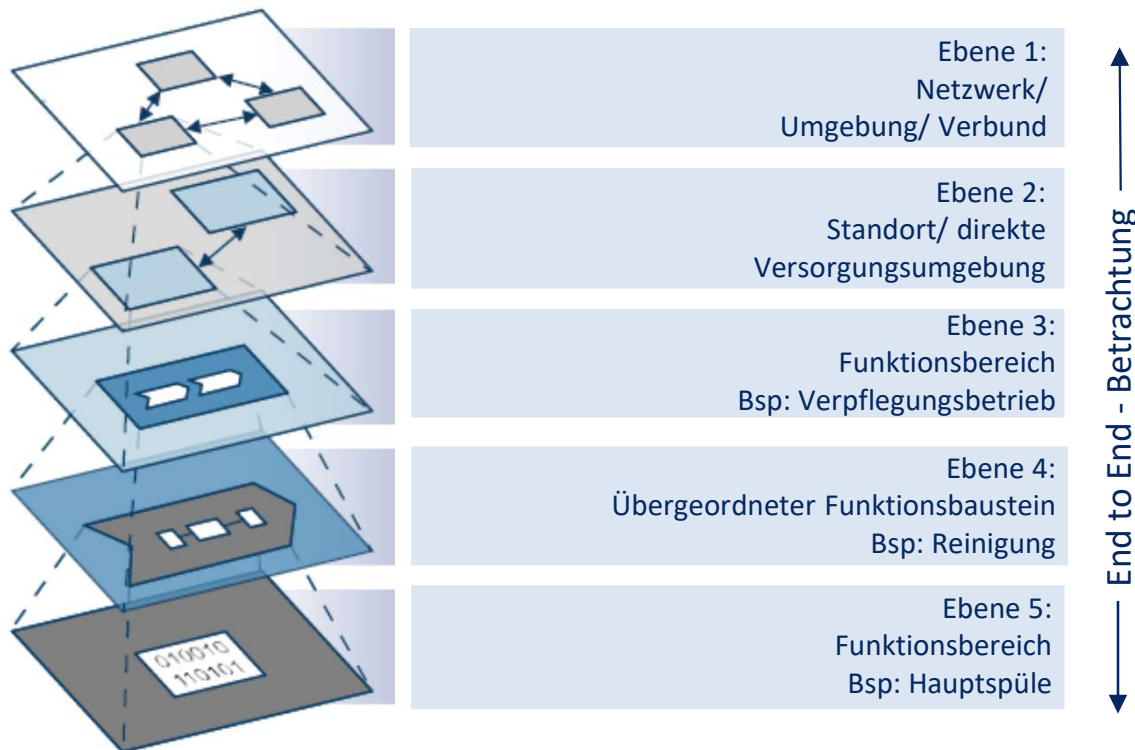 Ebene 1:
Netzwerk/
Umgebung/ Verbund
Ebene 2:
Standort/ direkte
Versorgungsumgebung
Ebene 3:
Funktionsbereich
Bsp: Verpflegungsbetrieb
Ebene 4:
Übergeordneter Funktionsbaustein
Bsp: Reinigung
010010
110101
Ebene 5:
Funktionsbereich
Bsp: Hauptspüle
End to End - Betrachtung